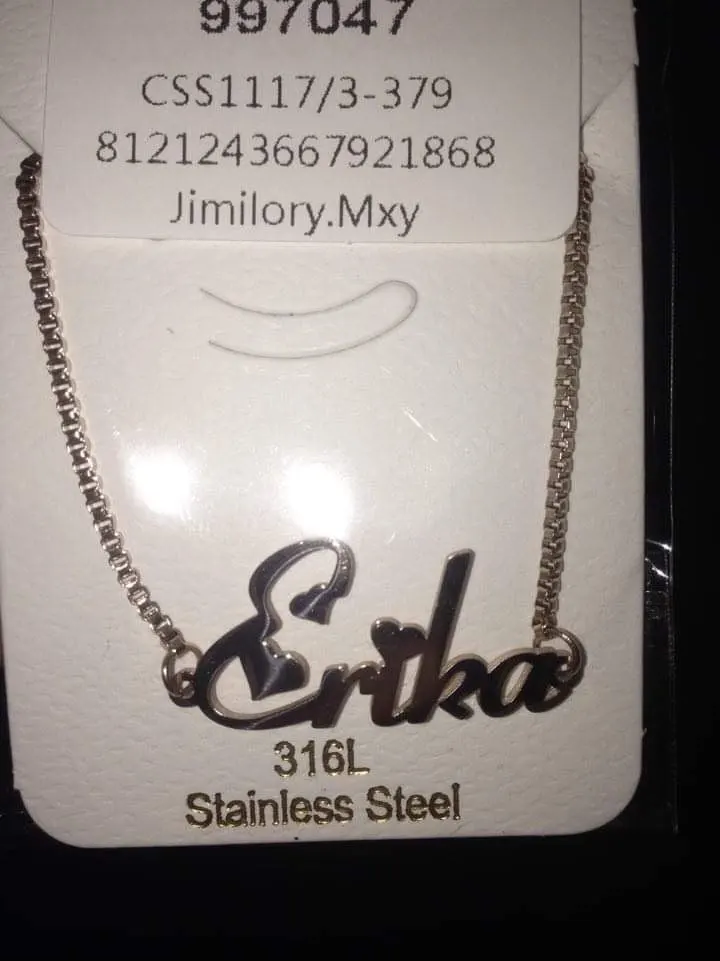 997047
CSS1117/3-379
8121243667921868
Jimilory.Mxy
Erika
316L
Stainless Steel